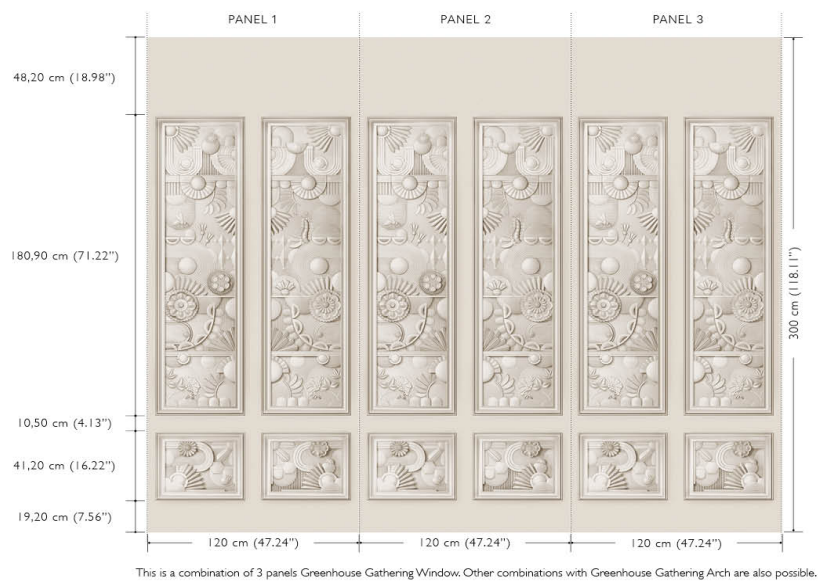 PANEL 1
PANEL 2
PANEL 3
48,20 cm (18.98”)
180,90 cm (71.22”)
300 cm (118.11”)
10,50 cm (4.13”)
41,20 cm (16.22”)
19,20 cm (7.56”)
120 cm (47.24”)
120 cm (47.24”)
120 cm (47.24”)
This is a combination of 3 panels Greenhouse Gathering Window. Other combinations with Greenhouse Gathering Arch are also possible.